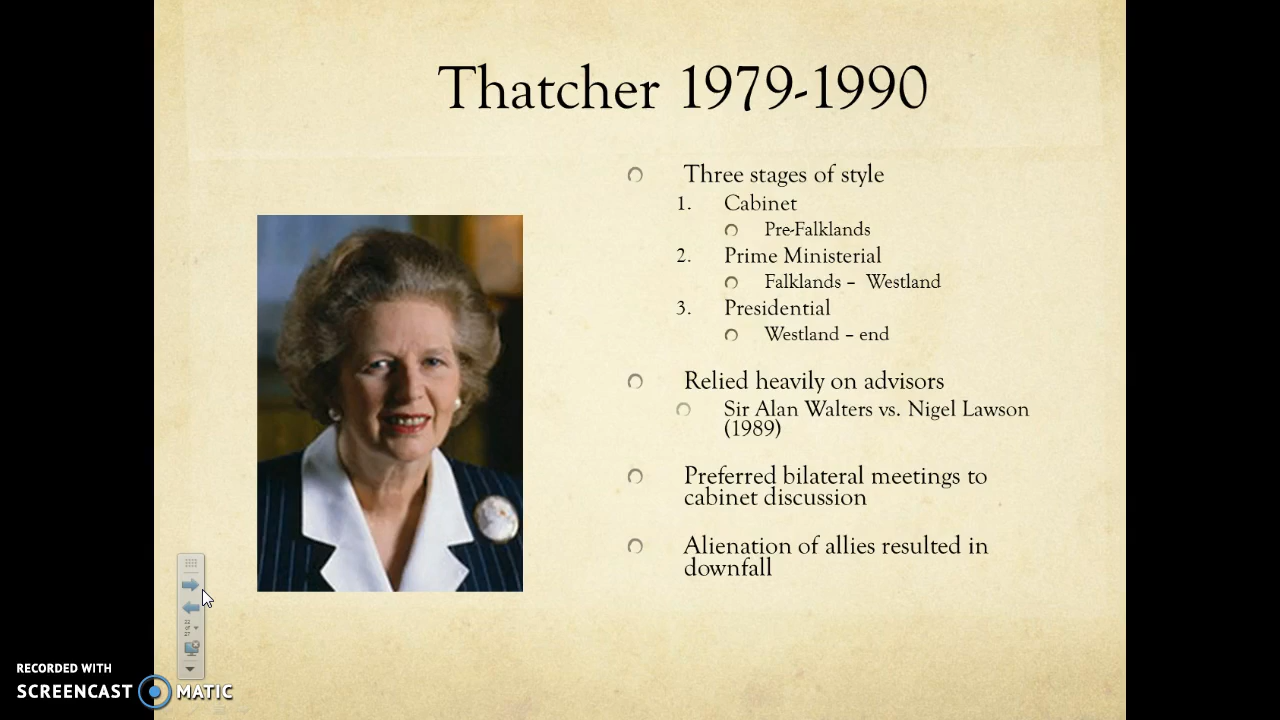 Thatcher 1979-1990
Three stages of style
1. Cabinet
Pre-Falklands
2. Prime Ministerial
Falklands – Westland
3. Presidential
Westland – end
Relied heavily on advisors
Sir Alan Walters vs. Nigel Lawson
(1989)
Preferred bilateral meetings to
cabinet discussion
Alienation of allies resulted in
downfall
RECORDED WITH
SCREENCAST MATIC